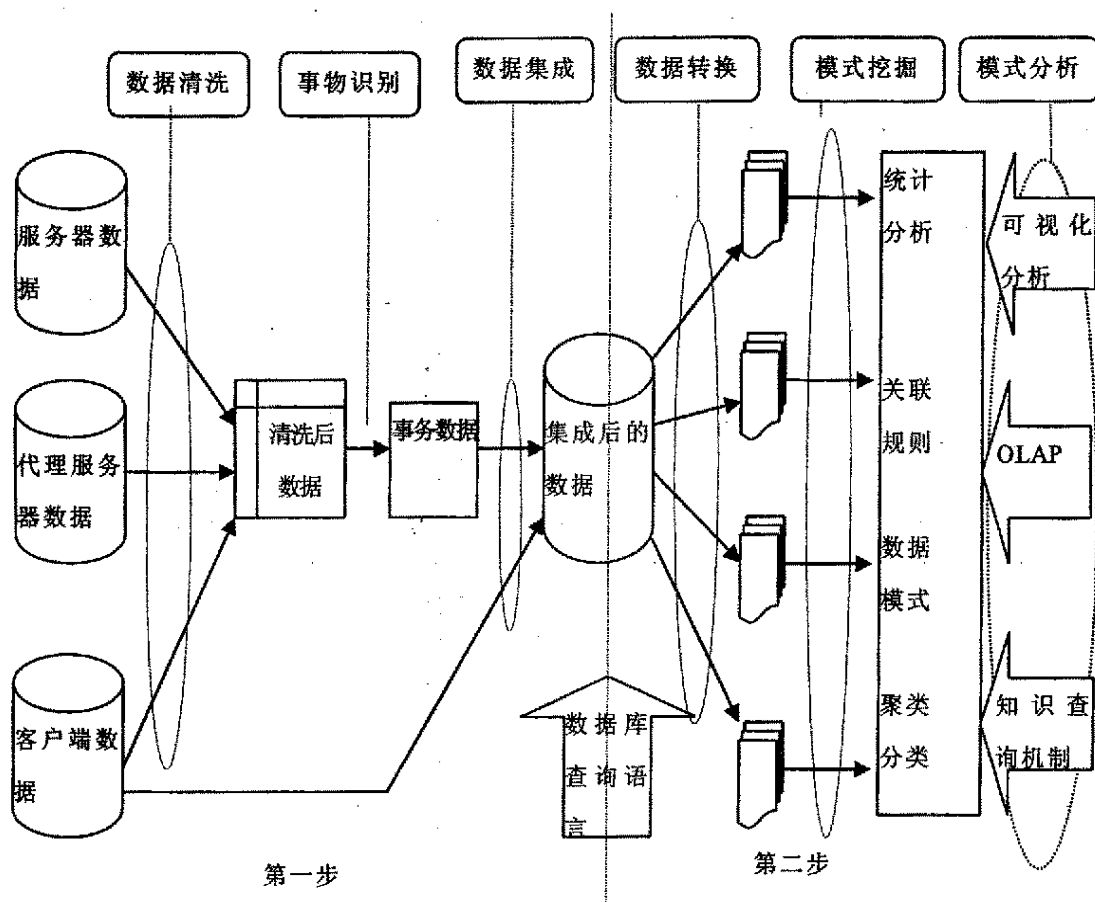 数据清洗
事物识别
数据集成
数据转换
模式挖掘
模式分析
服务器数
据
代理服务
器数据
客户端数
据
清洗后
数据
事务数据
集成后的
数据
数据库
查询语
言
统计
分析
关联
规则
数据
模式
聚类
分类
可视化
分析
OLAP
知识查
询机制
第一步
第二步